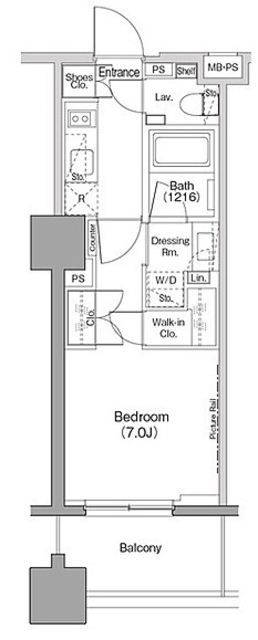 Shoes
Clo.
Entrance
PS
Shelf
MB・PS
Lav.
Sto.
Sto.
R
Bath
(1216)
Counter
Dressing
Rm.
PS
W/D
Lin.
Sto.
Clo.
Walk-in
Clo.
Bedroom
(7.0J)
Picture Rail
Balcony